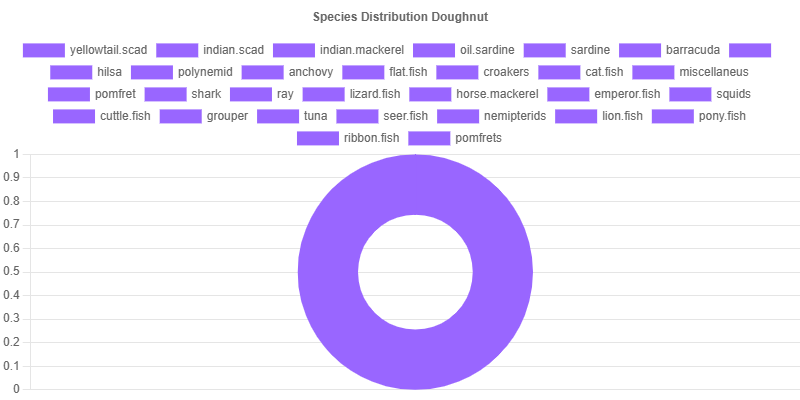 Species Distribution Doughnut
yellowtail.scad indian.scad indian.mackerel oil.sardine sardine barracuda
hilsa polynemid anchovy flat.fish croakers cat.fish miscellaneus
pomfret shark ray lizard.fish horse.mackerel emperor.fish squids
cuttle.fish grouper tuna seer.fish nemipterids lion.fish pony.fish
ribbon.fish pomfrets
1
0.9
0.8
0.7
0.6
0.5
0.4
0.3
0.2
0.1
0